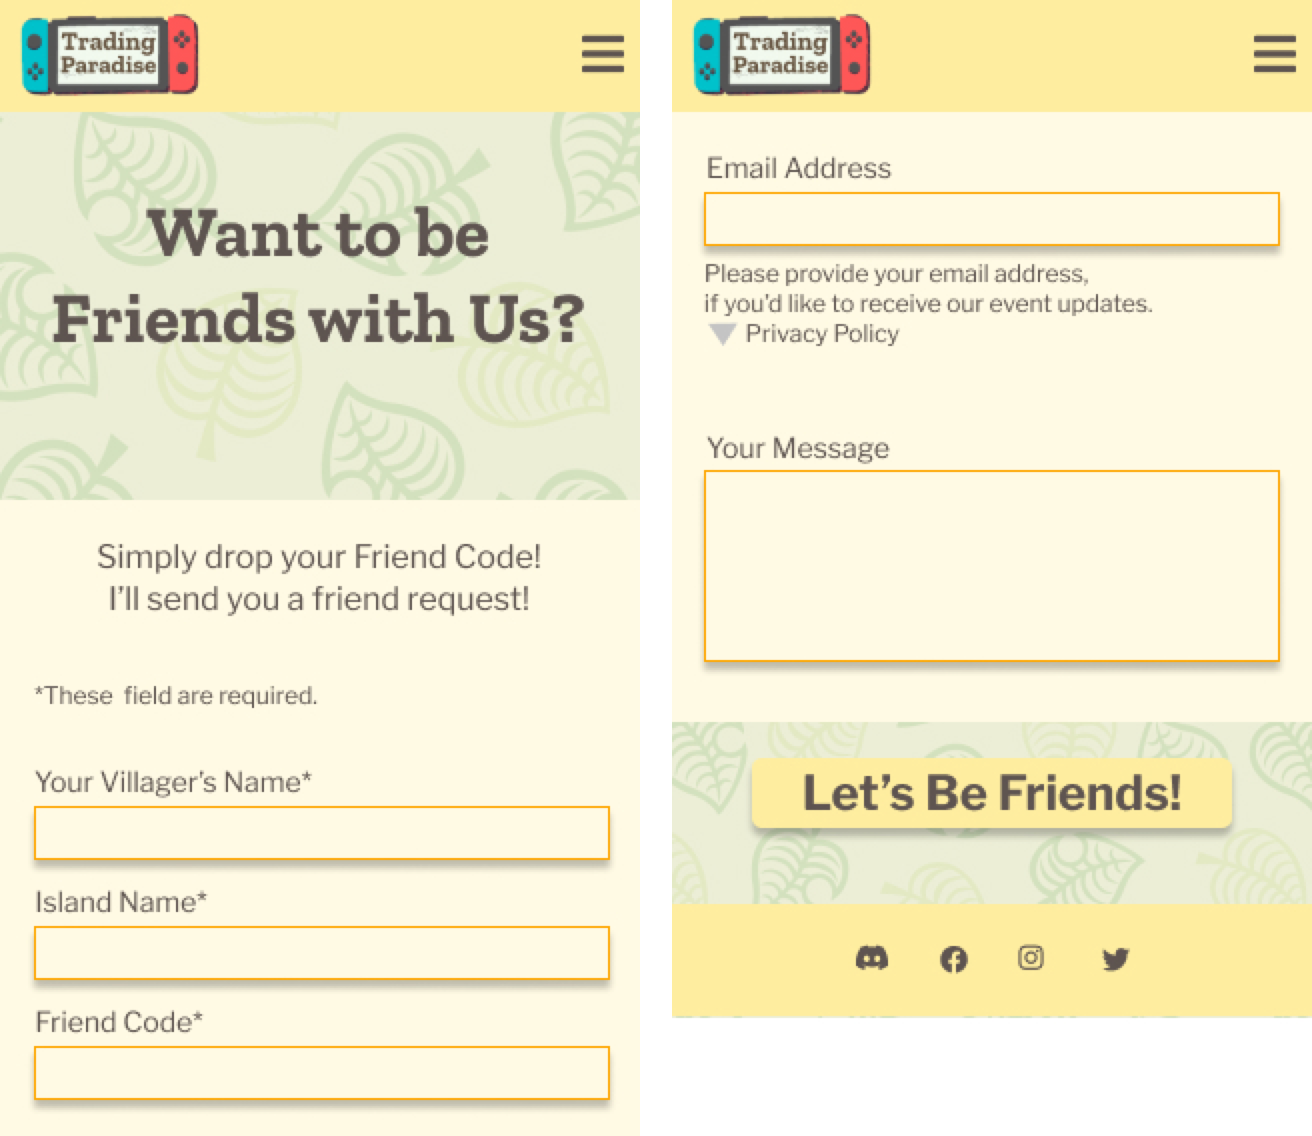 Trading
Paradise
Want to be
Friends with Us?
Simply drop your Friend Code!
I'll send you a friend request!
*These  field are required.
Your Villager's Name*
Island Name*
Friend Code*
Trading
Paradise
Email Address
Please provide your email address,
if you'd like to receive our event updates.
Privacy Policy
Your Message
Let's Be Friends!